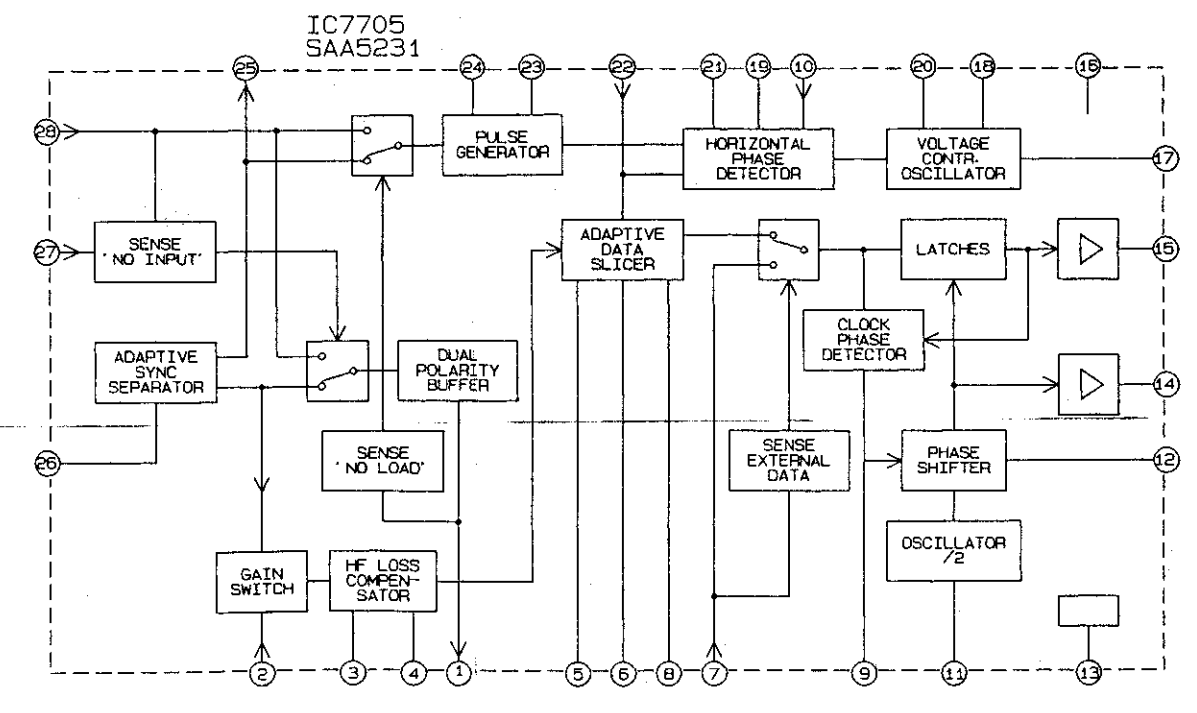 IC7705
SAA5231
25
24
23
22
21
19
10
20
18
16
28
PULSE
GENERATOR
HORIZONTAL
PHASE
DETECTOR
VOLTAGE
CONTR.
OSCILLATOR
17
27
SENSE
'NO INPUT'
ADAPTIVE
DATA
SLICER
LATCHES
15
ADAPTIVE
SYNC
SEPARATOR
DUAL
POLARITY
BUFFER
CLOCK
PHASE
DETECTOR
14
26
SENSE
'NO LOAD'
SENSE
EXTERNAL
DATA
PHASE
SHIFTER
12
GAIN
SWITCH
HF LOSS
COMPEN-
SATOR
OSCILLATOR
/2
2
3
4
1
5
6
8
7
9
11
13